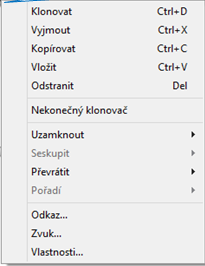 Klonovat Ctrl+D
Vyjmout Ctrl+X
Kopírovat Ctrl+C
Vložit Ctrl+V
Odstranit Del
Nekonečný klonovač
Uzamknout
Seskupit
Převrátit
Pořadí
Odkaz...
Zvuk...
Vlastnosti...